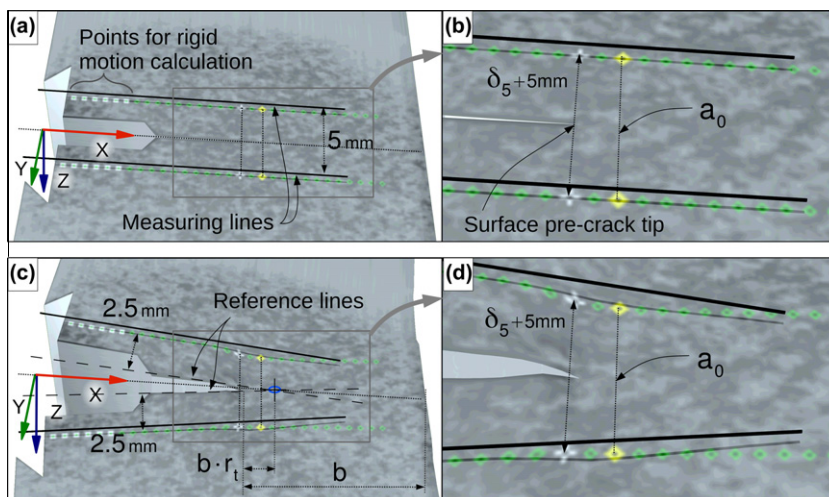 (a)
Points for rigid
motion calculation
X
Y
Z
5 mm
Measuring lines
(b)
δ5+5mm
a0
Surface pre-crack tip
(c)
2.5 mm
Reference lines
X
Y
Z
2.5 mm
b · rt
b
(d)
δ5+5mm
a0